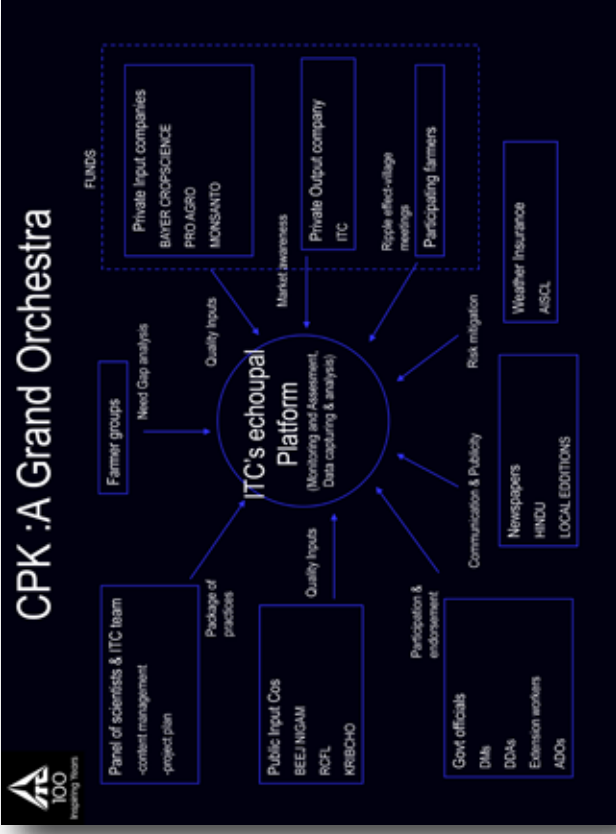 ITC
100
Inspiring Years
CPK :A Grand Orchestra
Panel of scientists & ITC team
-content management
-project plan
Package of
practices
Farmer groups
Need Gap analysis
FUNDS
Private Input companies
BAYER CROPSCIENCE
PRO AGRO
MONSANTO
Quality Inputs
Public Input Cos
BEEJ NIGAM
RCFL
KRIBCHO
Quality Inputs
ITC's echoupal
Platform
(Monitoring and Assesment,
Data capturing & analysis)
Market awareness
Private Output company
ITC
Ripple effect-village
meetings
Participating farmers
Govt officials
DMs
DDAs
Extension workers
ADOs
Participation &
endorsement
Communication & Publicity
Newspapers
HINDU
LOCAL EDDITIONS
Risk mitigation
Weather Insurance
AISCL